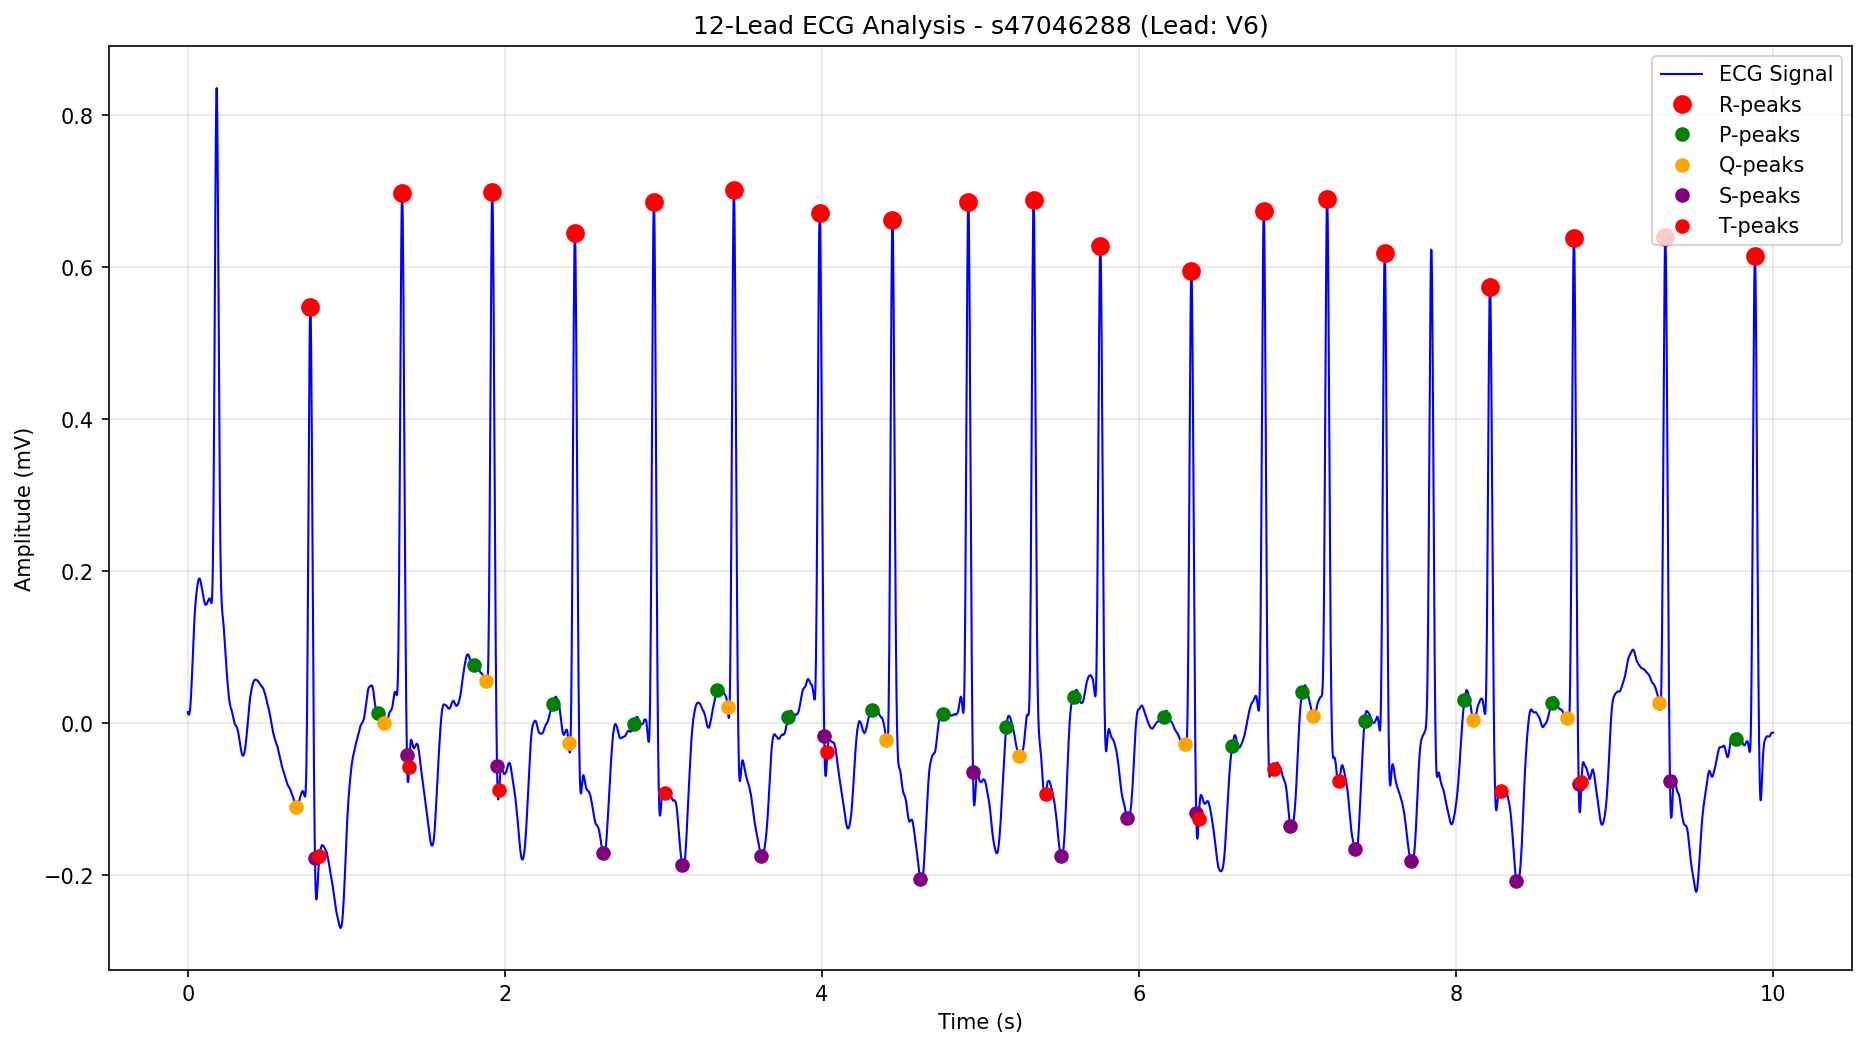 12-Lead ECG Analysis - s47046288 (Lead: V6)
ECG Signal
R-peaks
P-peaks
Q-peaks
S-peaks
T-peaks
Amplitude (mV)
0.8
0.6
0.4
0.2
0.0
−0.2
0 2 4 6 8 10
Time (s)